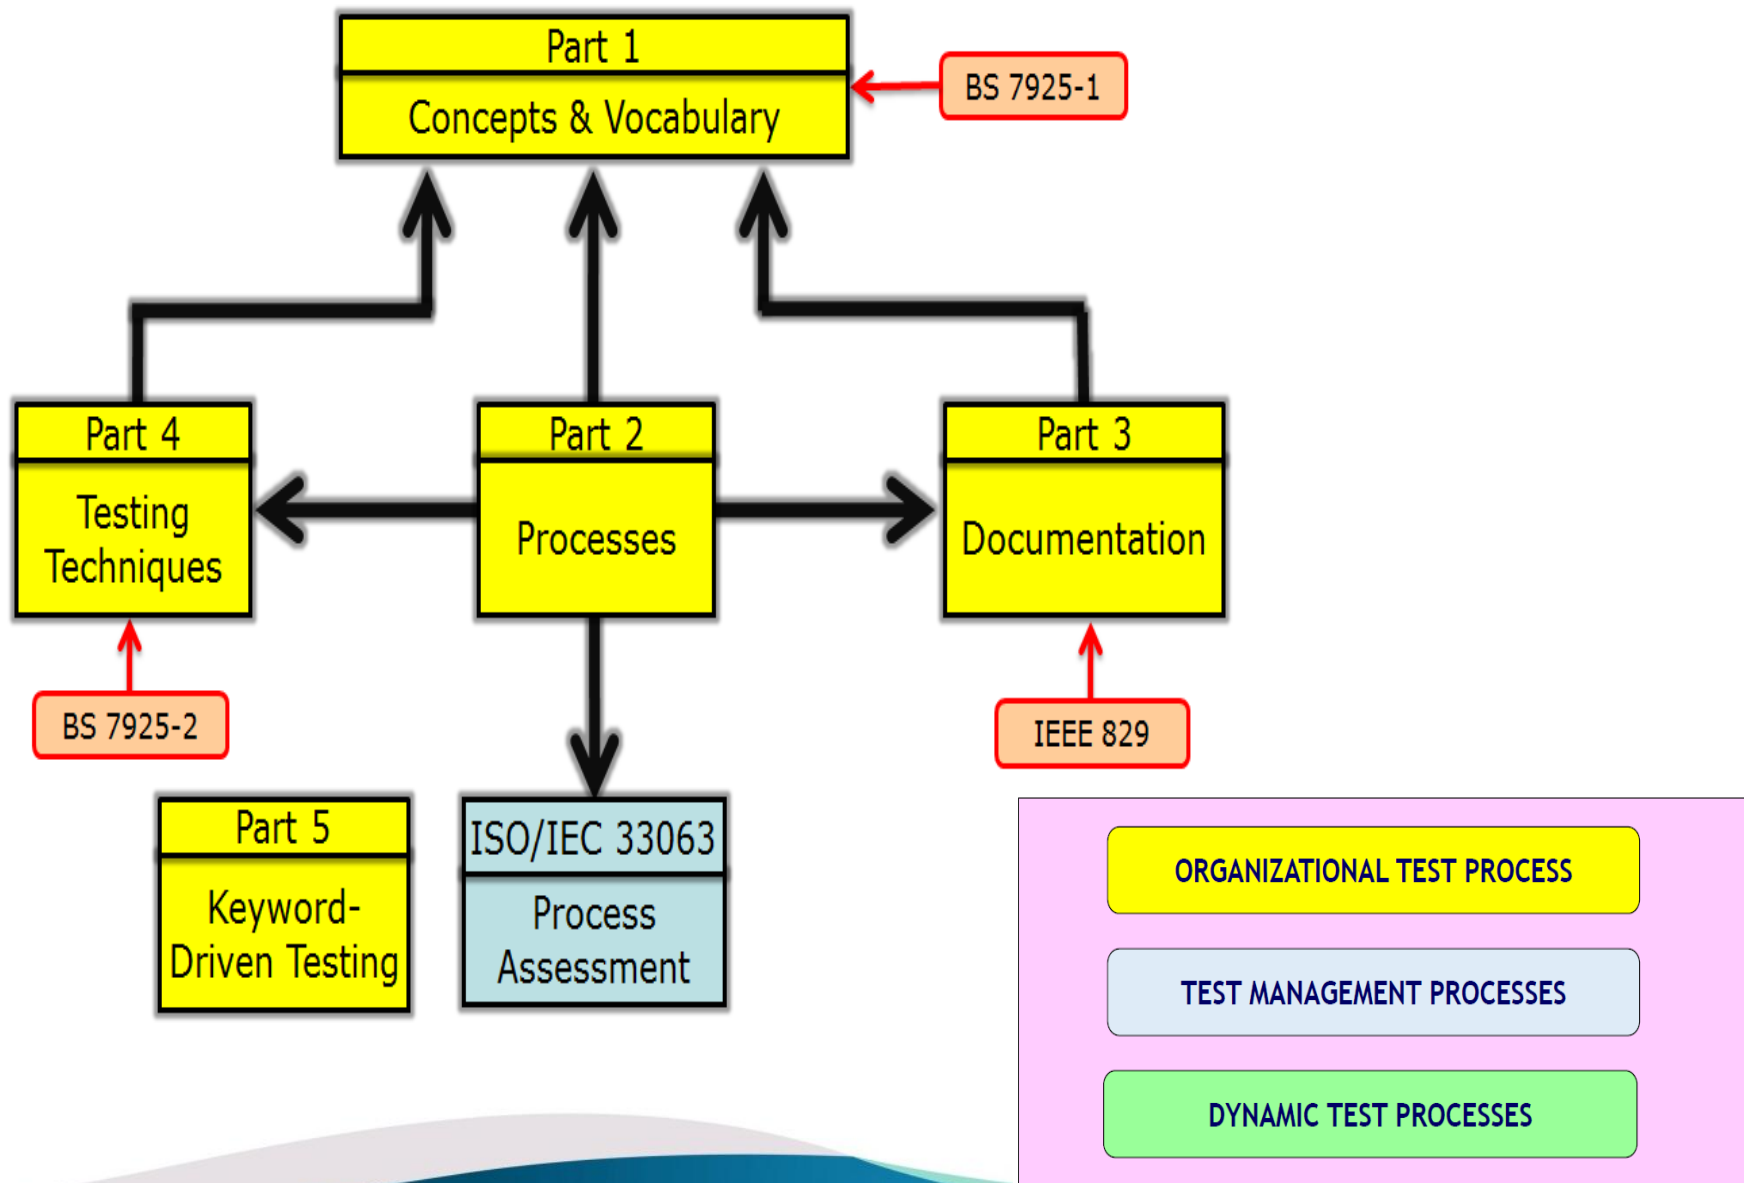 Part 1
Concepts & Vocabulary
BS 7925-1
Part 4
Testing
Techniques
Part 2
Processes
Part 3
Documentation
BS 7925-2
IEEE 829
Part 5
Keyword-
Driven Testing
ISO/IEC 33063
Process
Assessment
ORGANIZATIONAL TEST PROCESS
TEST MANAGEMENT PROCESSES
DYNAMIC TEST PROCESSES